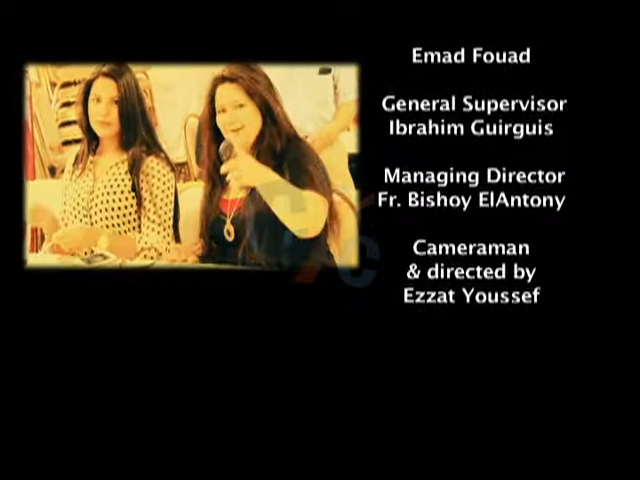 Emad Fouad
General Supervisor
Ibrahim Guirguis
Managing Director
Fr. Bishoy ElAntony
Cameraman
& directed by
Ezzat Youssef